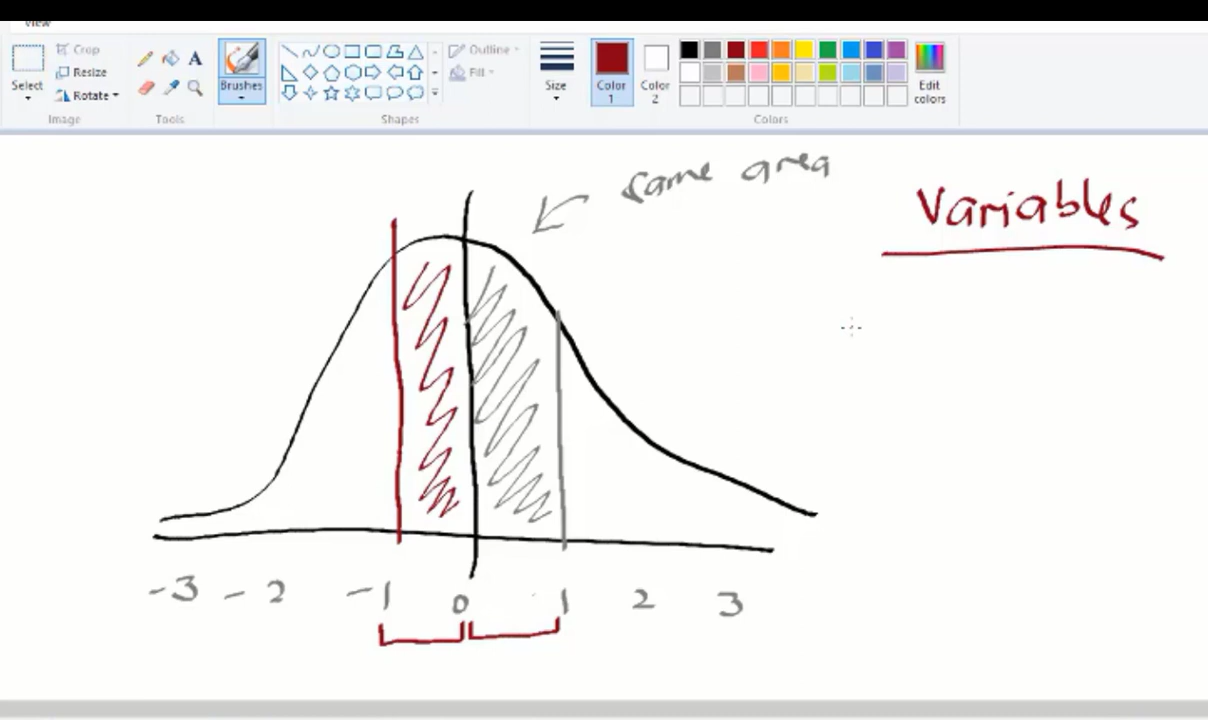 View
Crop
Resize
Rotate
Select
Image
Tools
Brushes
Shapes
Outline
Fill
Size
Color 1
Color 2
Edit colors
Colors
same area
Variables
-3 -2 -1 0 1 2 3